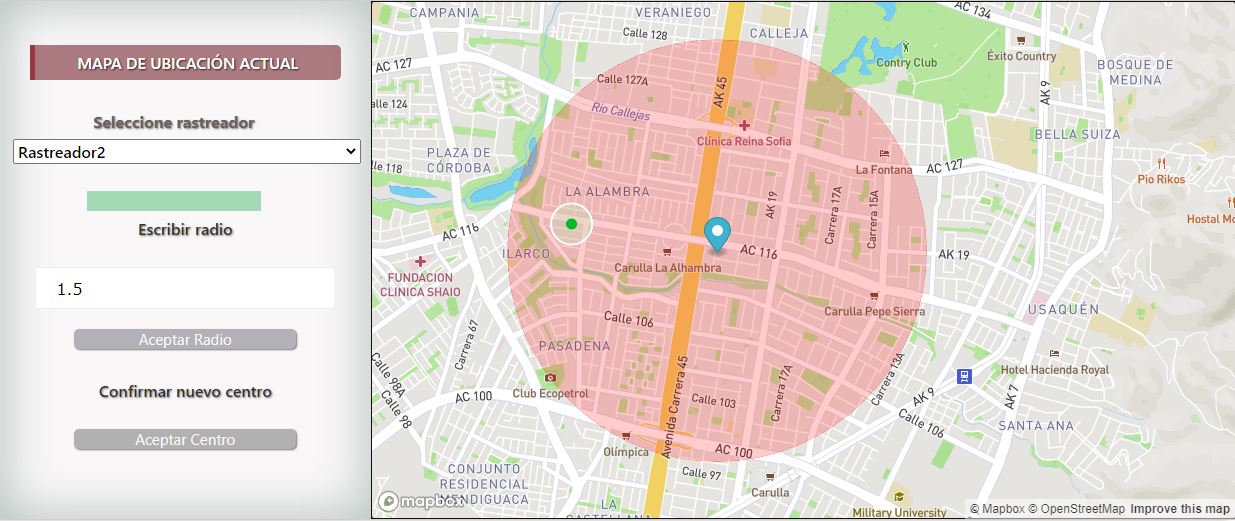 MAPA DE UBICACIÓN ACTUAL
Seleccione rastreador
Rastreador2
Escribir radio
1.5
Aceptar Radio
Confirmar nuevo centro
Aceptar Centro
CAMPANIA
VERANIEGO
AC 134
Calle 128
CALLEJA
Contry Club
Éxito Country
BOSQUE DE
MEDINA
AC 127
Calle 127A
AK 45
AK 9
Calle 124
Río Callejas
Clínica Reina Sofia
BELLA SUIZA
PLAZA DE
CÓRDOBA
Calle 118
La Fontana
AC 127
Pio Rikos
LA ALAMBRA
AK 19
Carrera 17A
Carrera 15A
Hostal Mo
AC 116
ILARCO
AC 116
AK 19
Carulla La Alhambra
FUNDACION
CLINICA SHAIO
Carulla Pepe Sierra
USAQUÉN
Calle 106
Carrera 67
PASADENA
Calle 98A
Calle 98
Club Ecopetrol
AC 100
Avenida Carrera 45
Carrera 17A
Carrera 13A
Calle 103
Hotel Hacienda Royal
AK 9
AK 7
Calle 106
SANTA ANA
Olímpica
AC 100
Calle 97
CONJUNTO
RESIDENCIAL
MENDIGUACA
Carulla
LA
CASTELLANA
Military University
mapbox
© Mapbox © OpenStreetMap Improve this map